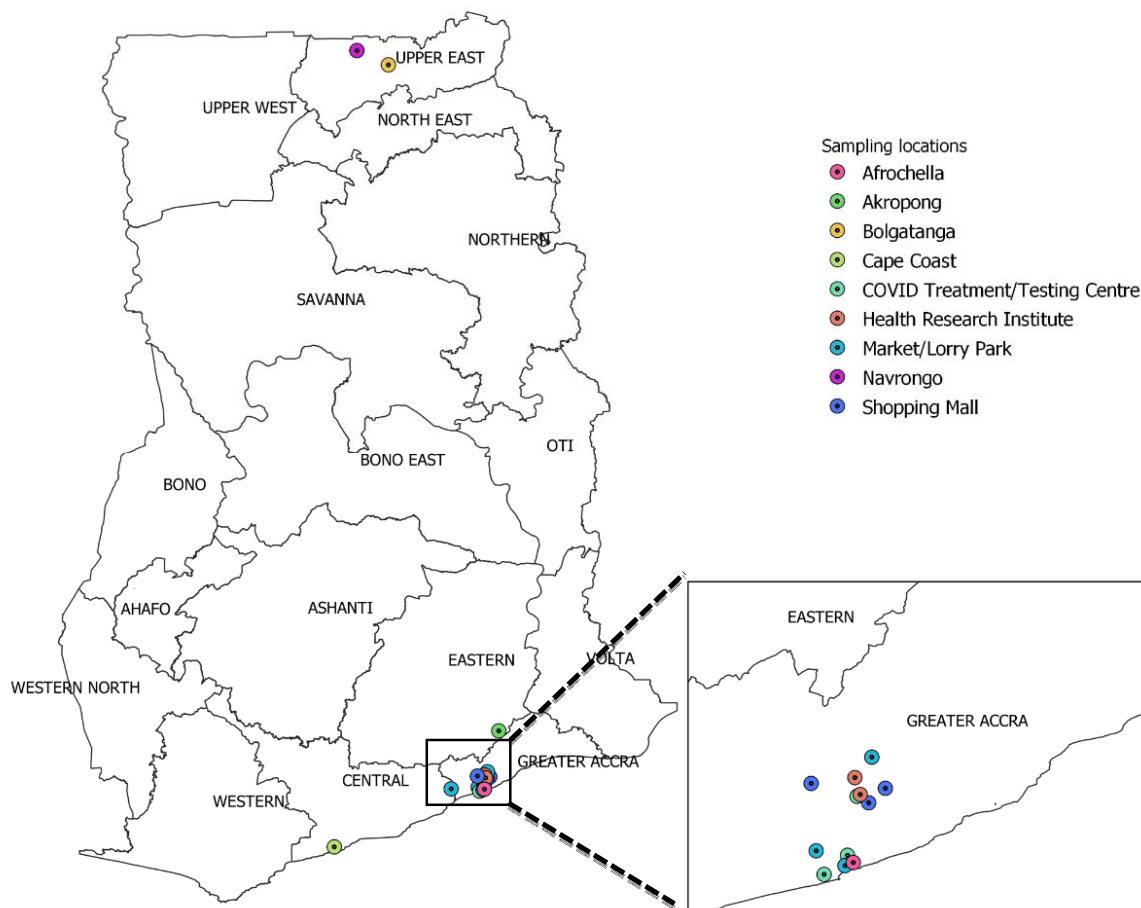 UPPER EAST
UPPER WEST
NORTH EAST
NORTHERN
SAVANNA
OTI
BONO EAST
BONO
AHAFO
ASHANTI
EASTERN
VOLTA
WESTERN NORTH
GREATER ACCRA
CENTRAL
WESTERN
Sampling locations
Afrochella
Akropong
Bolgatanga
Cape Coast
COVID Treatment/Testing Centre
Health Research Institute
Market/Lorry Park
Navrongo
Shopping Mall
EASTERN
GREATER ACCRA